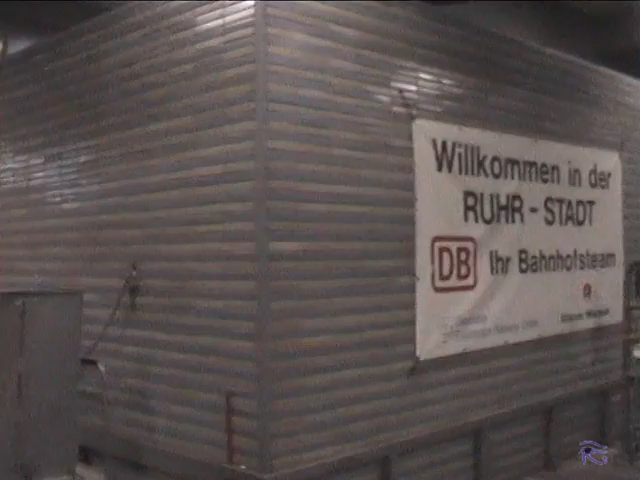 Willkommen in der
RUHR - STADT
DB Ihr Bahnhofsteam